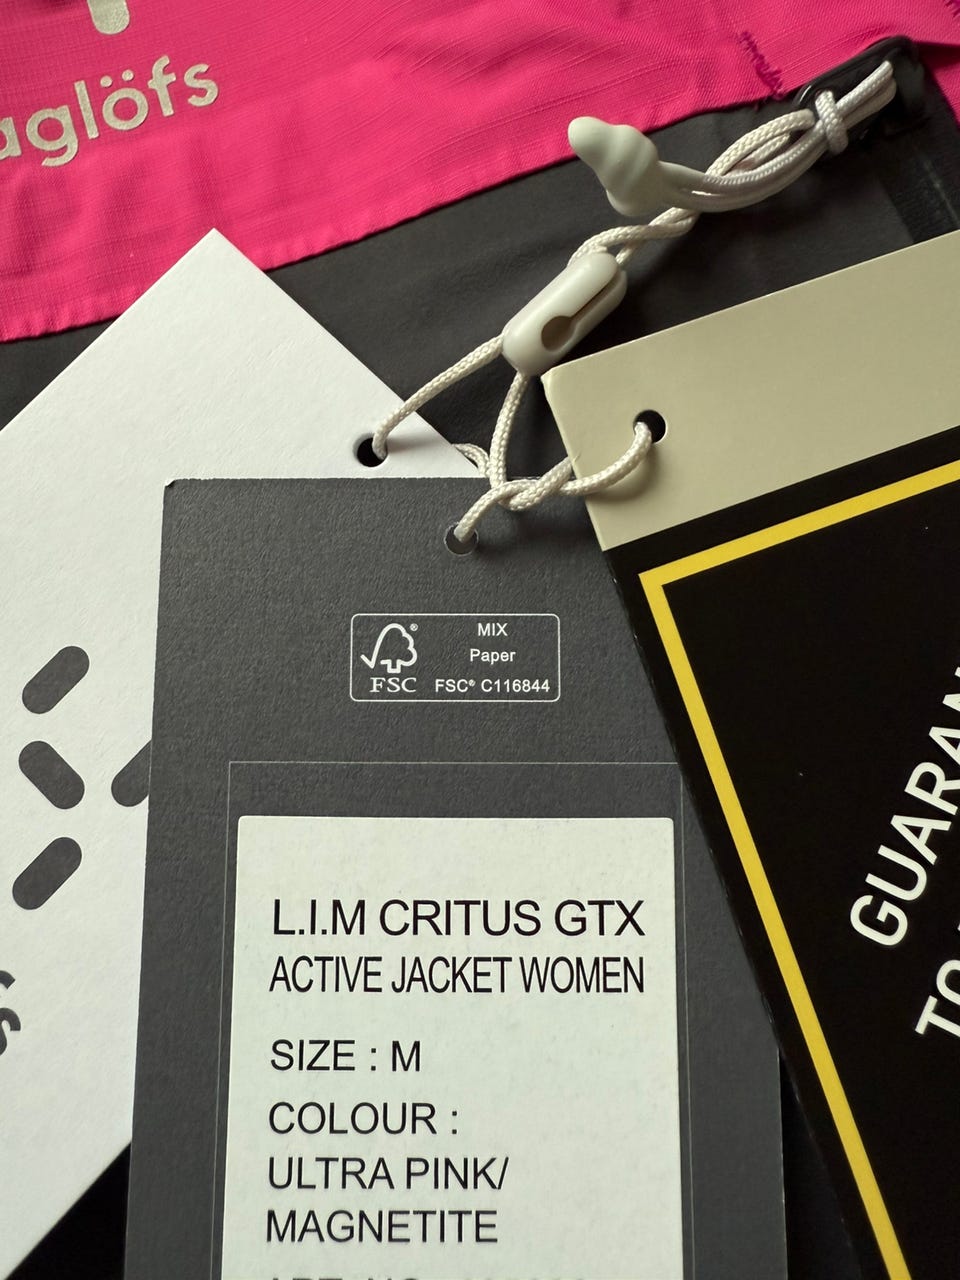 aglöfs
MIX
Paper
FSC
FSC® C116844
L.I.M CRITUS GTX
ACTIVE JACKET WOMEN
SIZE : M
COLOUR :
ULTRA PINK/
MAGNETITE
GUARAN
TO